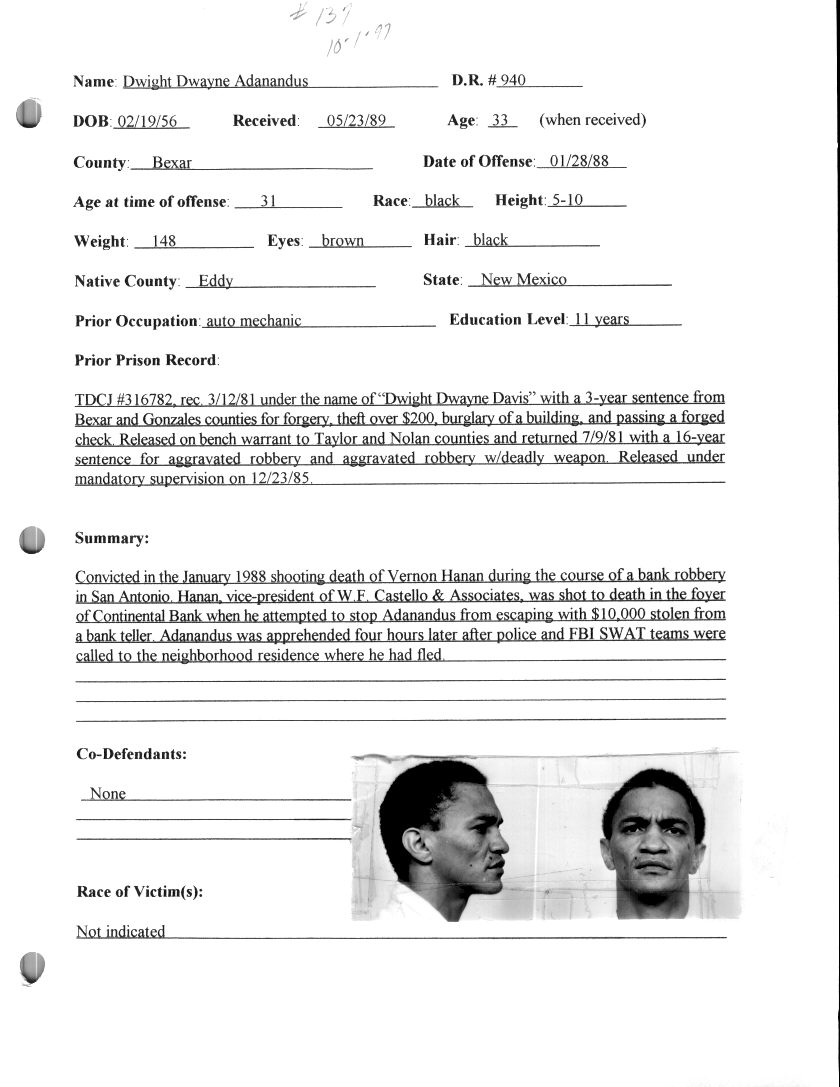 # 137
10-1-97
Name: Dwight Dwayne Adanandus D.R. # 940
DOB: 02/19/56 Received: 05/23/89 Age: 33 (when received)
County: Bexar Date of Offense: 01/28/88
Age at time of offense: 31 Race: black Height: 5-10
Weight: 148 Eyes: brown Hair: black
Native County: Eddy State: New Mexico
Prior Occupation: auto mechanic Education Level: 11 years
Prior Prison Record:
TDCJ #316782, rec. 3/12/81 under the name of "Dwight Dwayne Davis" with a 3-year sentence from
Bexar and Gonzales counties for forgery, theft over $200, burglary of a building, and passing a forged
check. Released on bench warrant to Taylor and Nolan counties and returned 7/9/81 with a 16-year
sentence for aggravated robbery and aggravated robbery w/deadly weapon. Released under
mandatory supervision on 12/23/85.
Summary:
Convicted in the January 1988 shooting death of Vernon Hanan during the course of a bank robbery
in San Antonio. Hanan, vice-president of W.F. Castello & Associates, was shot to death in the foyer
of Continental Bank when he attempted to stop Adanandus from escaping with $10,000 stolen from
a bank teller. Adanandus was apprehended four hours later after police and FBI SWAT teams were
called to the neighborhood residence where he had fled.
Co-Defendants:
None
Race of Victim(s):
Not indicated